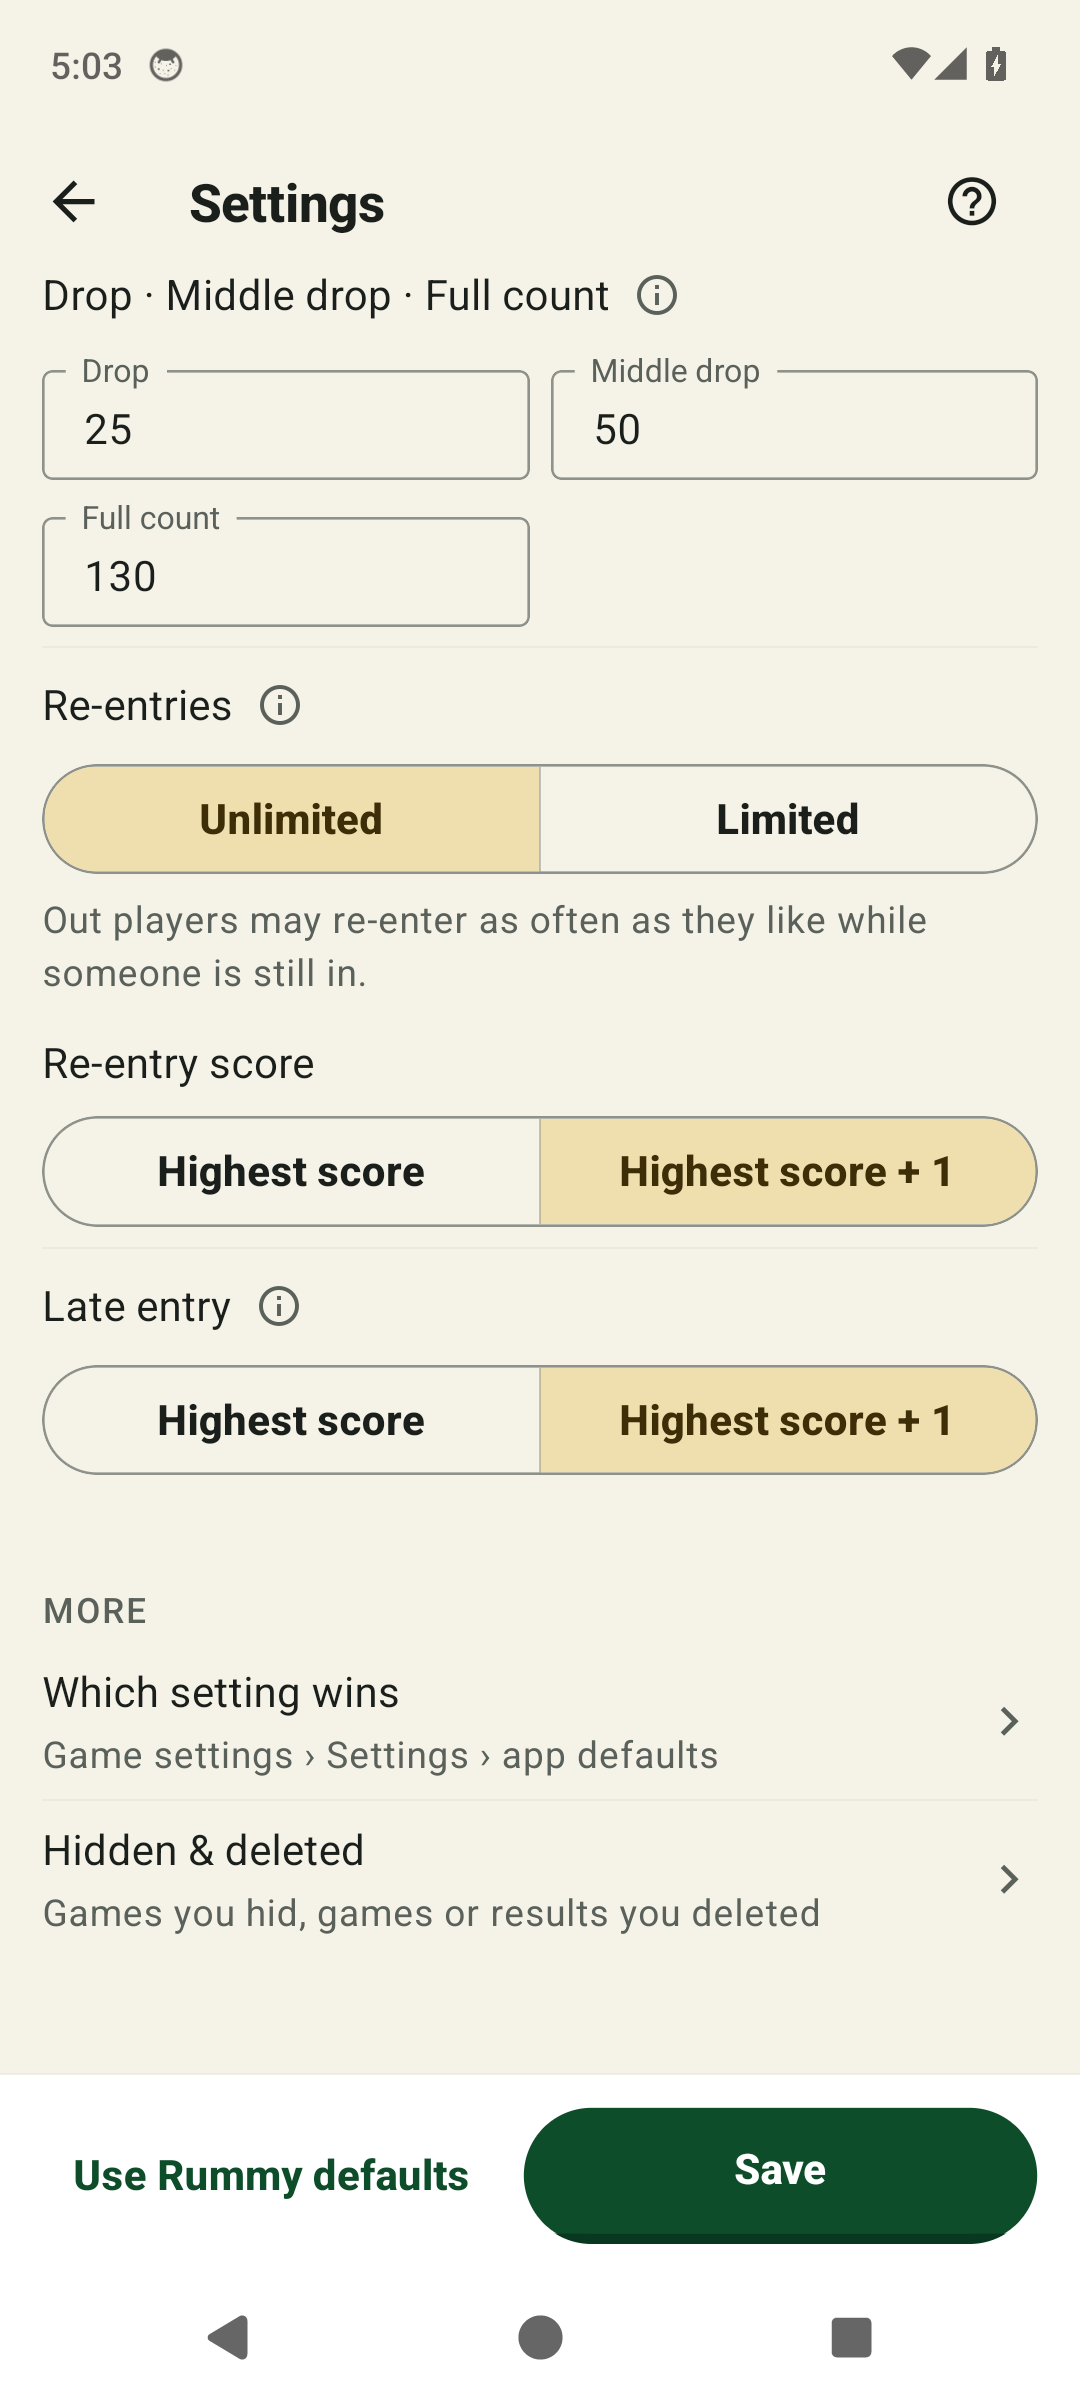 5:03
Settings
Drop · Middle drop · Full count
Drop
Middle drop
25
50
Full count
130
Re-entries
Unlimited
Limited
Out players may re-enter as often as they like while
someone is still in.
Re-entry score
Highest score
Highest score + 1
Late entry
Highest score
Highest score + 1
MORE
Which setting wins
Game settings › Settings › app defaults
Hidden & deleted
Games you hid, games or results you deleted
Use Rummy defaults
Save